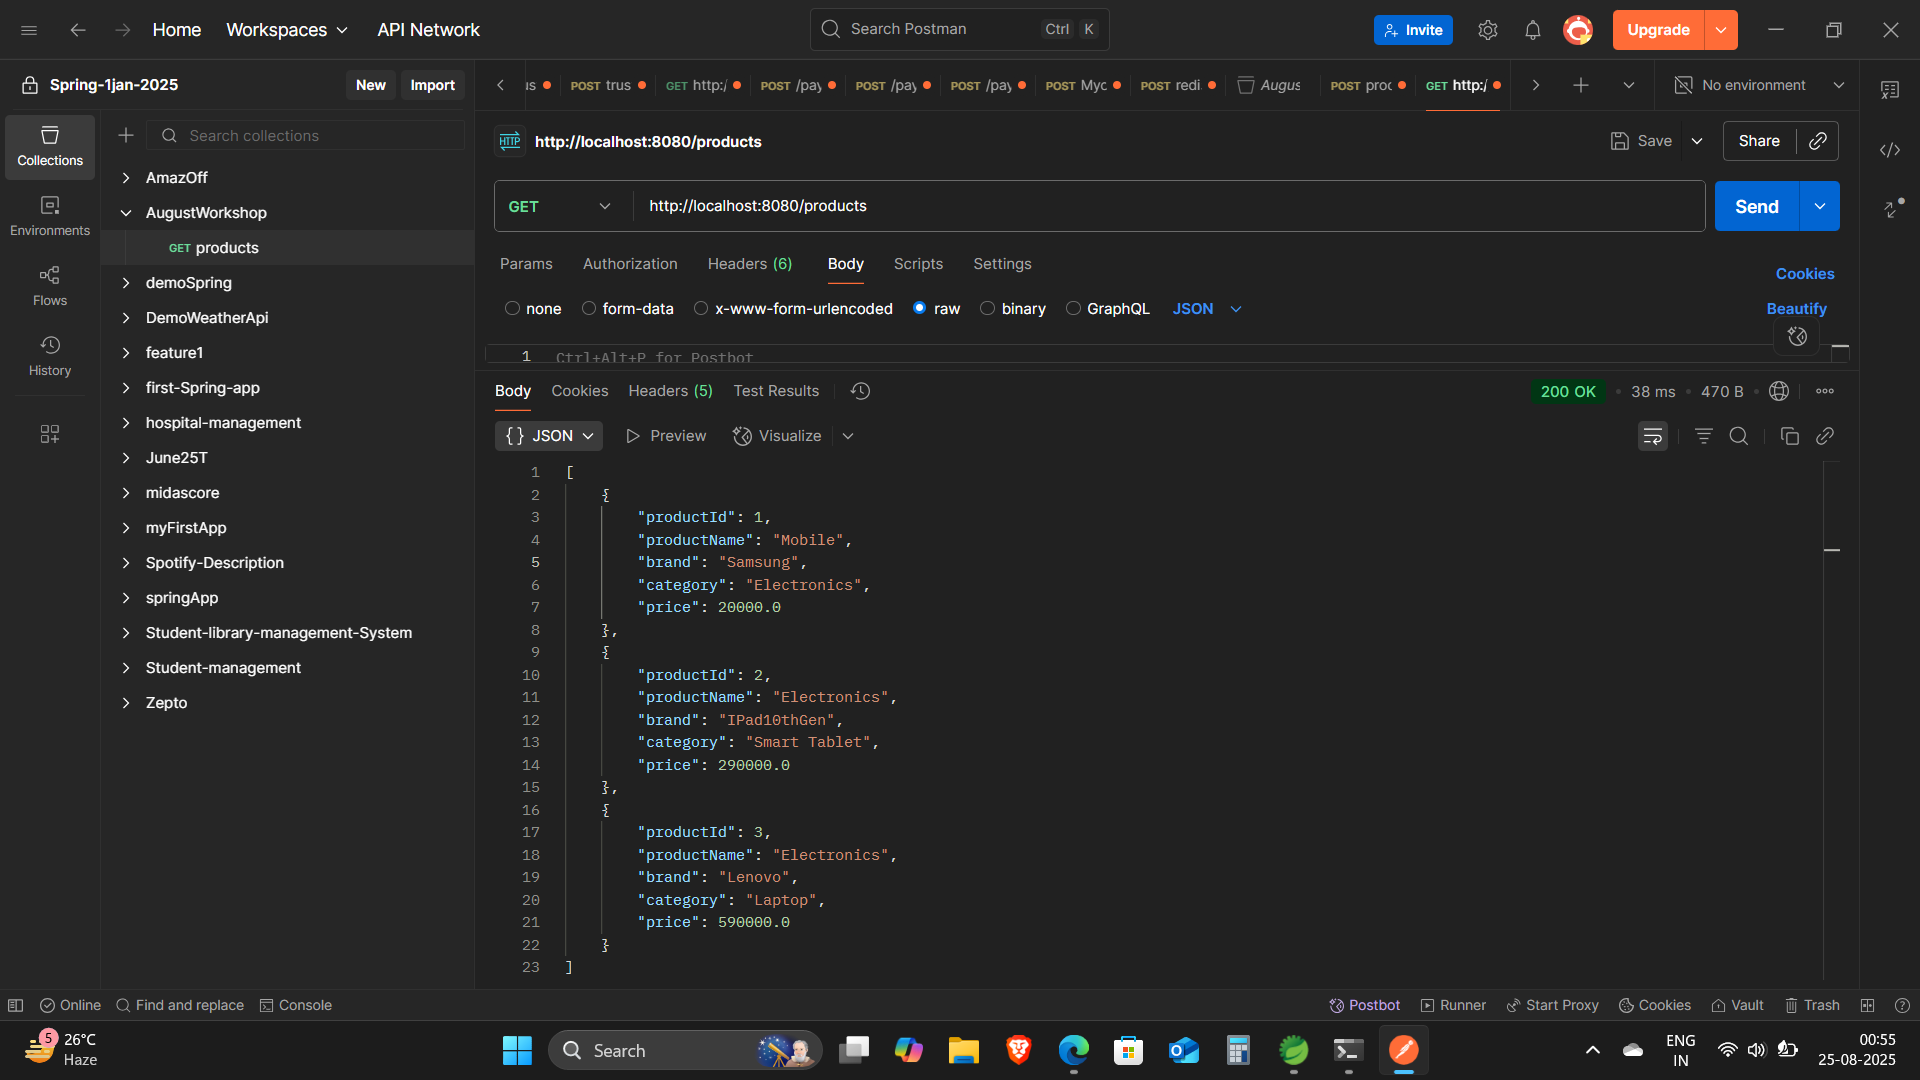 Home Workspaces API Network Search Postman Ctrl K Invite Upgrade
Spring-1jan-2025 New Import
us POST trus GET http:/ POST /pay POST /pay POST /pay POST Myc POST redi. Augus POST proc GET http:/ No environment
Collections
Environments
Flows
History
Search collections
AmazOff
AugustWorkshop
GET products
demoSpring
DemoWeatherApi
feature1
first-Spring-app
hospital-management
June25T
midascore
myFirstApp
Spotify-Description
springApp
Student-library-management-System
Student-management
Zepto
HTTP http://localhost:8080/products Save Share
GET http://localhost:8080/products Send
Params Authorization Headers (6) Body Scripts Settings Cookies
none form-data x-www-form-urlencoded raw binary GraphQL JSON Beautify
1 Ctrl+Alt+P for Postbot
Body Cookies Headers (5) Test Results 200 OK • 38 ms • 470 B •
{} JSON Preview Visualize
1 [
2 {
3 "productId": 1,
4 "productName": "Mobile",
5 "brand": "Samsung",
6 "category": "Electronics",
7 "price": 20000.0
8 },
9 {
10 "productId": 2,
11 "productName": "Electronics",
12 "brand": "IPad10thGen",
13 "category": "Smart Tablet",
14 "price": 290000.0
15 },
16 {
17 "productId": 3,
18 "productName": "Electronics",
19 "brand": "Lenovo",
20 "category": "Laptop",
21 "price": 590000.0
22 }
23 ]
Online Find and replace Console Postbot Runner Start Proxy Cookies Vault Trash
5 26°C
Haze
Search
ENG
IN
00:55
25-08-2025